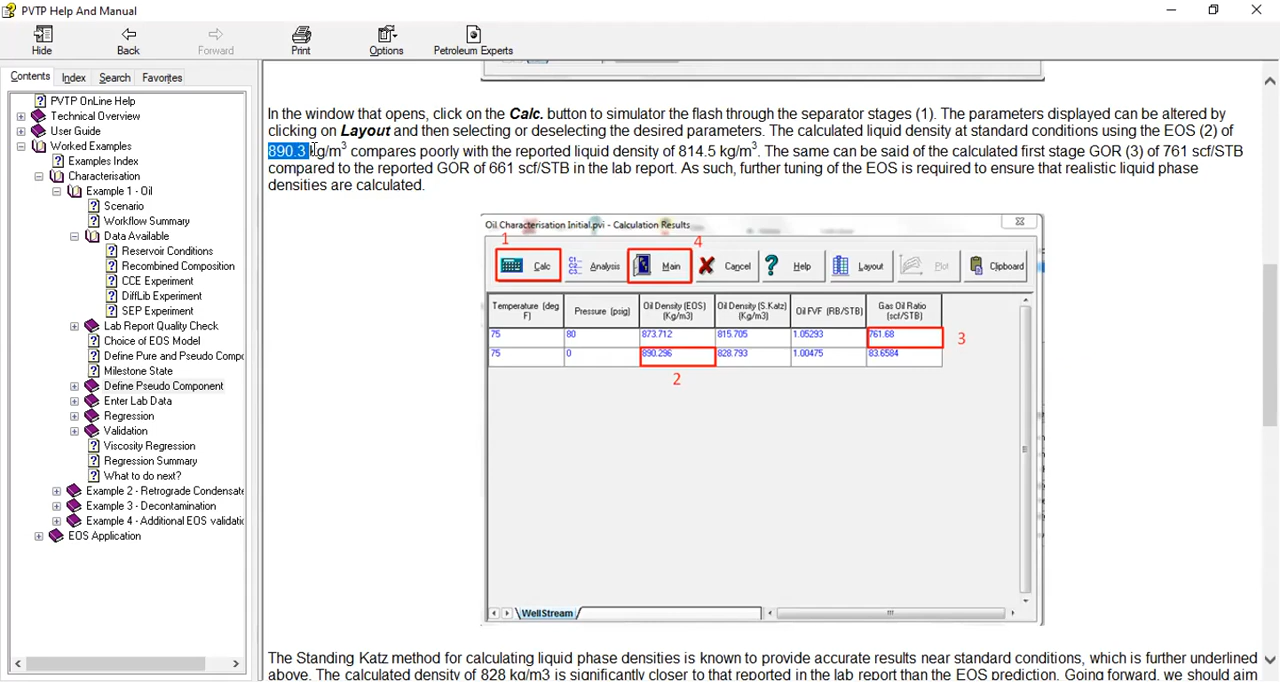 PVTP Help And Manual
Hide
Back
Forward
Print
Options
Petroleum Experts
Contents
Index
Search
Favorites
PVTP OnLine Help
Technical Overview
User Guide
Worked Examples
Examples Index
Characterisation
Example 1 - Oil
Scenario
Workflow Summary
Data Available
Reservoir Conditions
Recombined Composition
CCE Experiment
DiffLib Experiment
SEP Experiment
Lab Report Quality Check
Choice of EOS Model
Define Pure and Pseudo Compo
Milestone State
Define Pseudo Component
Enter Lab Data
Regression
Validation
Viscosity Regression
Regression Summary
What to do next?
Example 2 - Retrograde Condensate
Example 3 - Decontamination
Example 4 - Additional EOS validati
EOS Application
In the window that opens, click on the Calc. button to simulator the flash through the separator stages (1). The parameters displayed can be altered by
clicking on Layout and then selecting or deselecting the desired parameters. The calculated liquid density at standard conditions using the EOS (2) of
890.3 kg/m3 compares poorly with the reported liquid density of 814.5 kg/m3. The same can be said of the calculated first stage GOR (3) of 761 scf/STB
compared to the reported GOR of 661 scf/STB in the lab report. As such, further tuning of the EOS is required to ensure that realistic liquid phase
densities are calculated.
Oil Characterisation Initial.pvi - Calculation Results
1
4
Calc
Analysis
Main
Cancel
Help
Layout
Plot
Clipboard
Temperature (deg F)
Pressure (psig)
Oil Density (EOS) (Kg/m3)
Oil Density (S.Katz) (Kg/m3)
Oil FVF (RB/STB)
Gas Oil Ratio (scf/STB)
75 80 873.712 815.705 1.05293 761.68
3
75 0 890.296 828.793 1.00475 83.6584
2
WellStream
The Standing Katz method for calculating liquid phase densities is known to provide accurate results near standard conditions, which is further underlined
above. The calculated density of 828 kg/m3 is significantly closer to that reported in the lab report than the EOS prediction. Going forward, we should aim